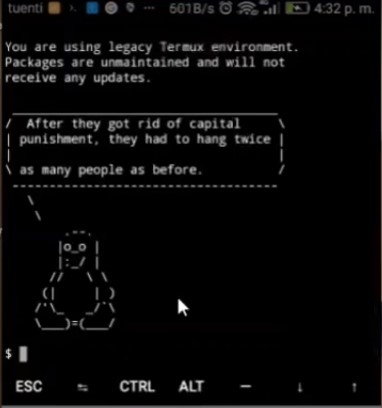 tuenti ... 601B/s 4:32 p. m.
You are using legacy Termux environment.
Packages are unmaintained and will not
receive any updates.
/ After they got rid of capital \
| punishment, they had to hang twice |
| |
\ as many people as before. /
------------------------------------
\
\
.--.
|o_o |
|:_/ |
// \ \
(| | )
/'\_ _/`\
\___)=(___/
$
ESC ⇆ CTRL ALT – ↓ ↑